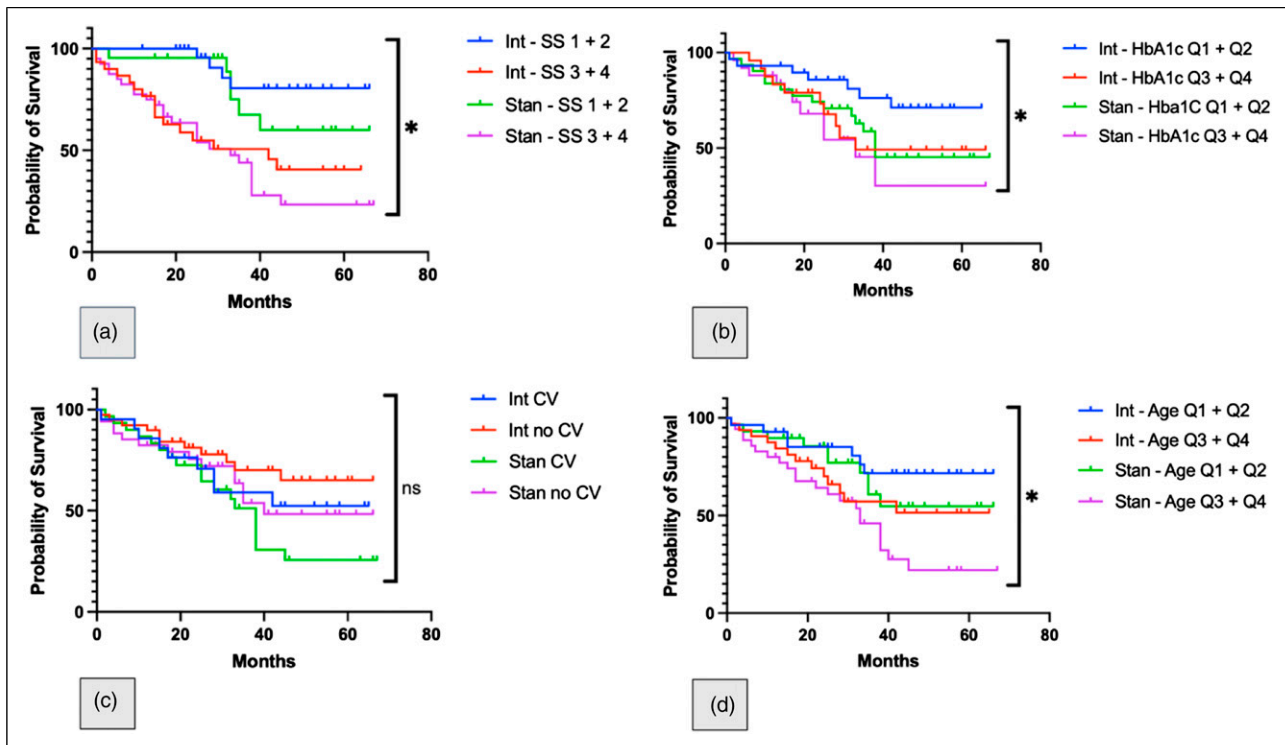 Probability of Survival
100
50
0
0 20 40 60 80
Months
Int - SS 1 + 2
Int - SS 3 + 4
Stan - SS 1 + 2
Stan - SS 3 + 4
*
(a)
Probability of Survival
100
50
0
0 20 40 60 80
Months
Int - HbA1c Q1 + Q2
Int - HbA1c Q3 + Q4
Stan - Hba1C Q1 + Q2
Stan - HbA1c Q3 + Q4
*
(b)
Probability of Survival
100
50
0
0 20 40 60 80
Months
Int CV
Int no CV
Stan CV
Stan no CV
ns
(c)
Probability of Survival
100
50
0
0 20 40 60 80
Months
Int - Age Q1 + Q2
Int - Age Q3 + Q4
Stan - Age Q1 + Q2
Stan - Age Q3 + Q4
*
(d)